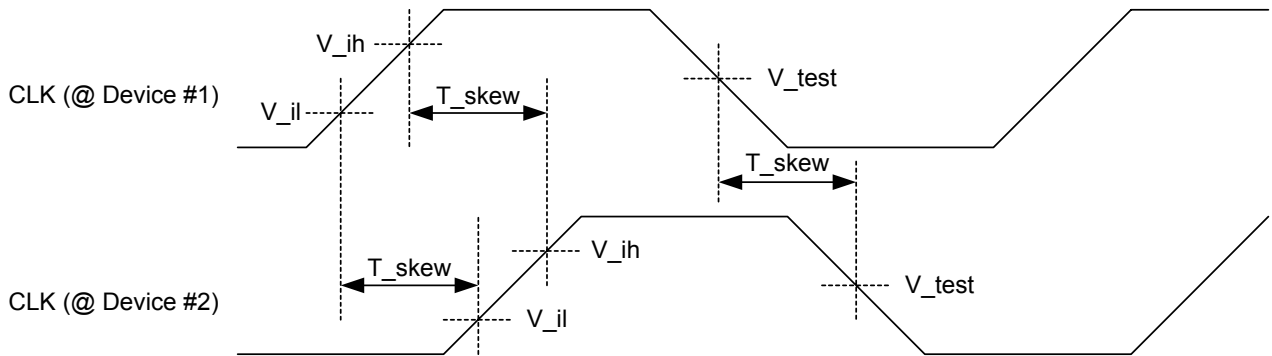 V_ih
V_test
CLK (@ Device #1)
T_skew
V_il
T_skew
V_ih
T_skew
V_test
CLK (@ Device #2)
V_il